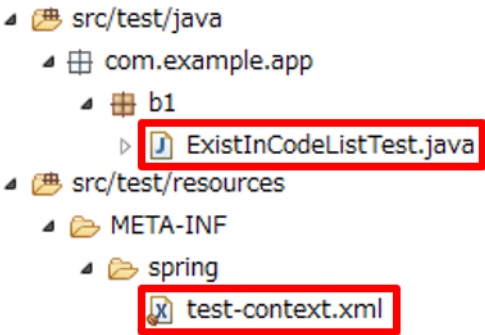 src/test/java
com.example.app
b1
ExistInCodeListTest.java
src/test/resources
META-INF
spring
test-context.xml